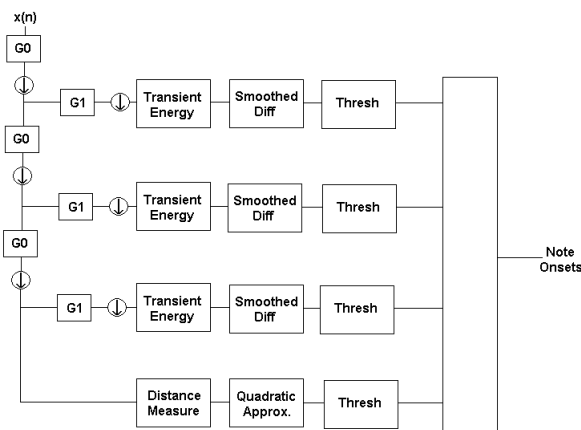 x(n)
G0
G1
Transient
Energy
Smoothed
Diff
Thresh
G0
G1
Transient
Energy
Smoothed
Diff
Thresh
G0
Note
Onsets
G1
Transient
Energy
Smoothed
Diff
Thresh
Distance
Measure
Quadratic
Approx.
Thresh